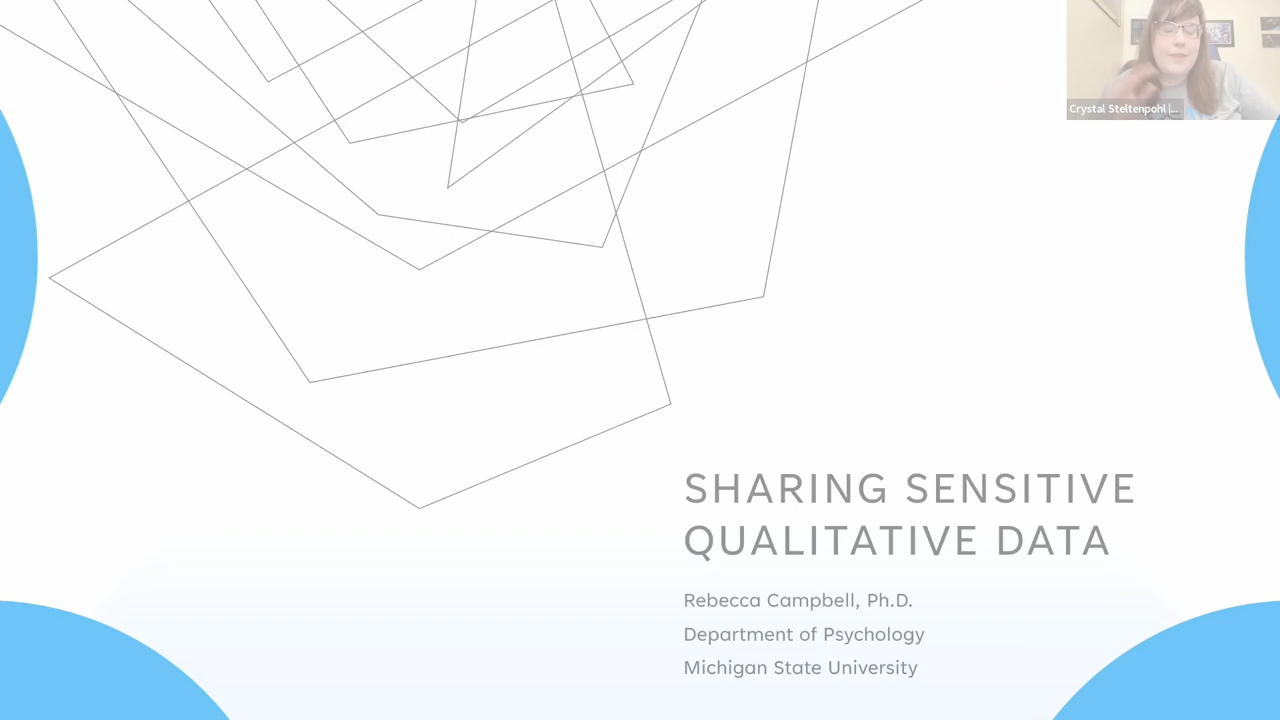 Crystal Steltenpohl |...
SHARING SENSITIVE
QUALITATIVE DATA
Rebecca Campbell, Ph.D.
Department of Psychology
Michigan State University